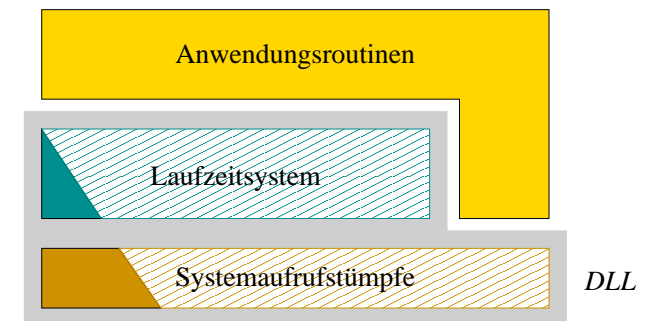 Anwendungsroutinen
Laufzeitsystem
Systemaufrufstümpfe
DLL